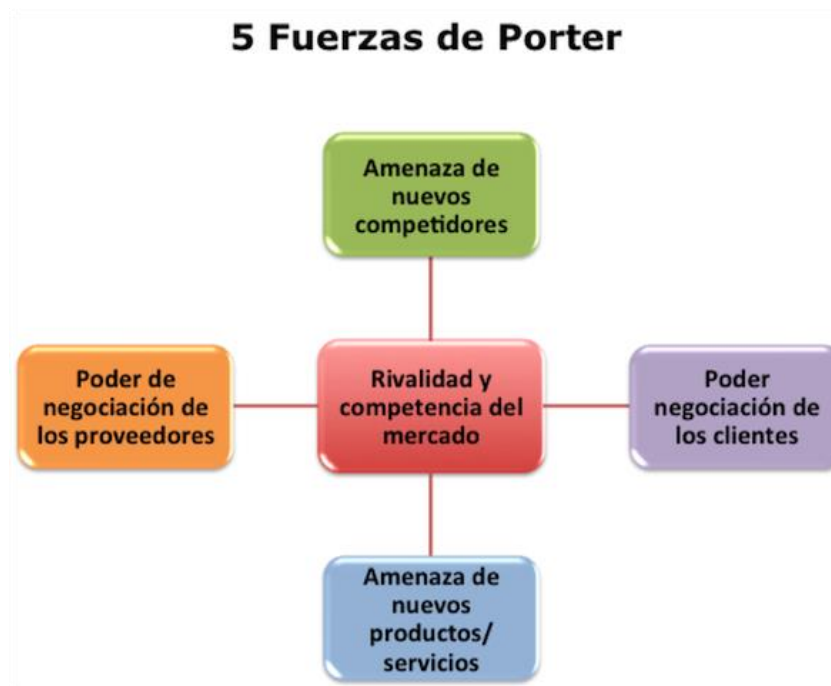 5 Fuerzas de Porter
Amenaza de
nuevos
competidores
Poder de
negociación de
los proveedores
Rivalidad y
competencia del
mercado
Poder
negociación de
los clientes
Amenaza de
nuevos
productos/
servicios